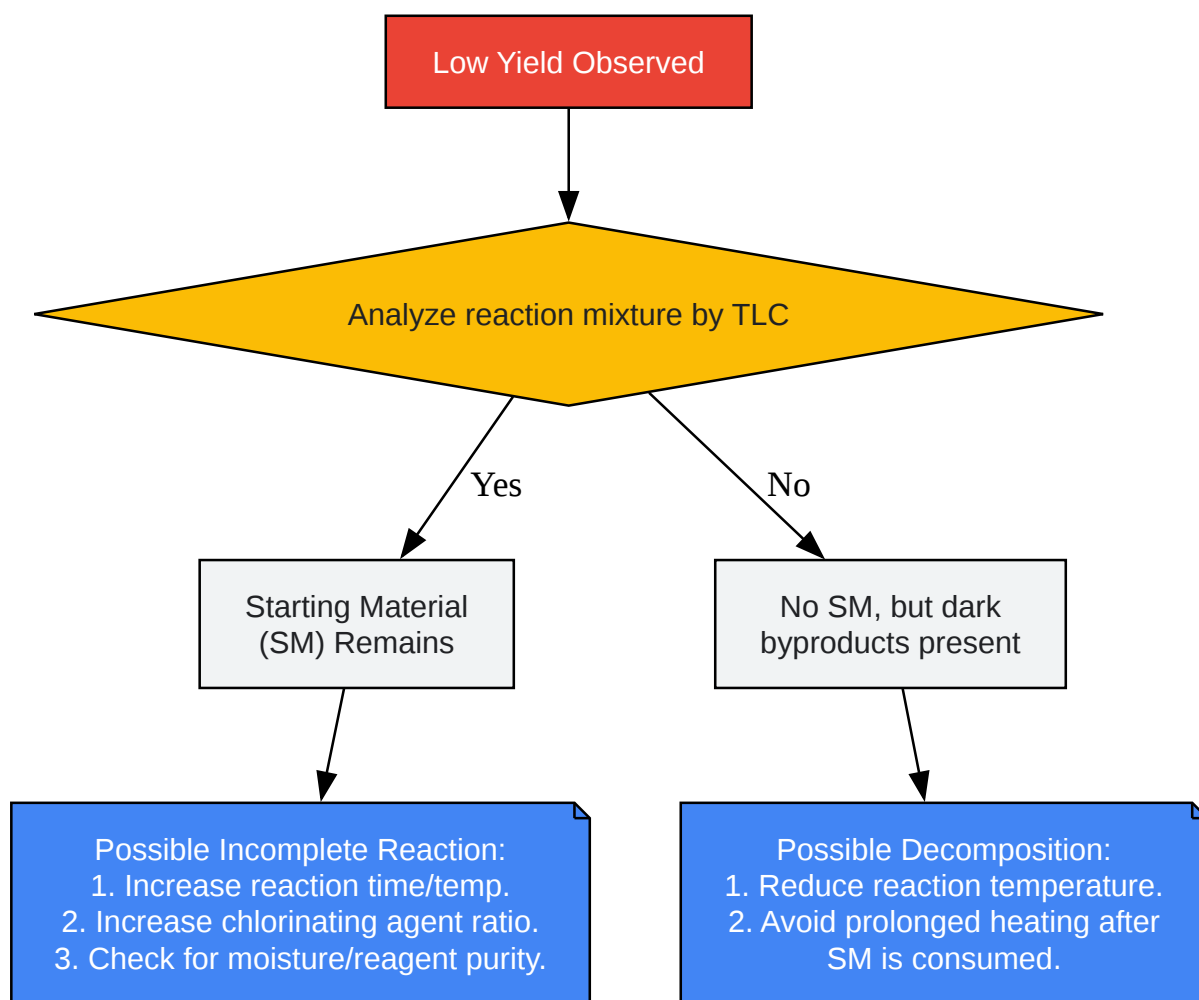 Low Yield Observed
Analyze reaction mixture by TLC
Yes
No
Starting Material
(SM) Remains
No SM, but dark
byproducts present
Possible Incomplete Reaction:
1. Increase reaction time/temp.
2. Increase chlorinating agent ratio.
3. Check for moisture/reagent purity.
Possible Decomposition:
1. Reduce reaction temperature.
2. Avoid prolonged heating after
SM is consumed.